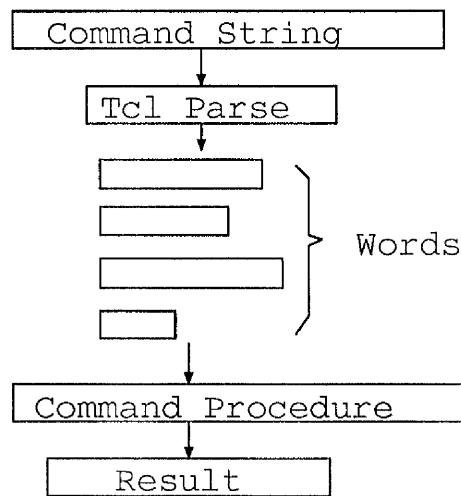 Command String
Tcl Parse
Words
Command Procedure
Result